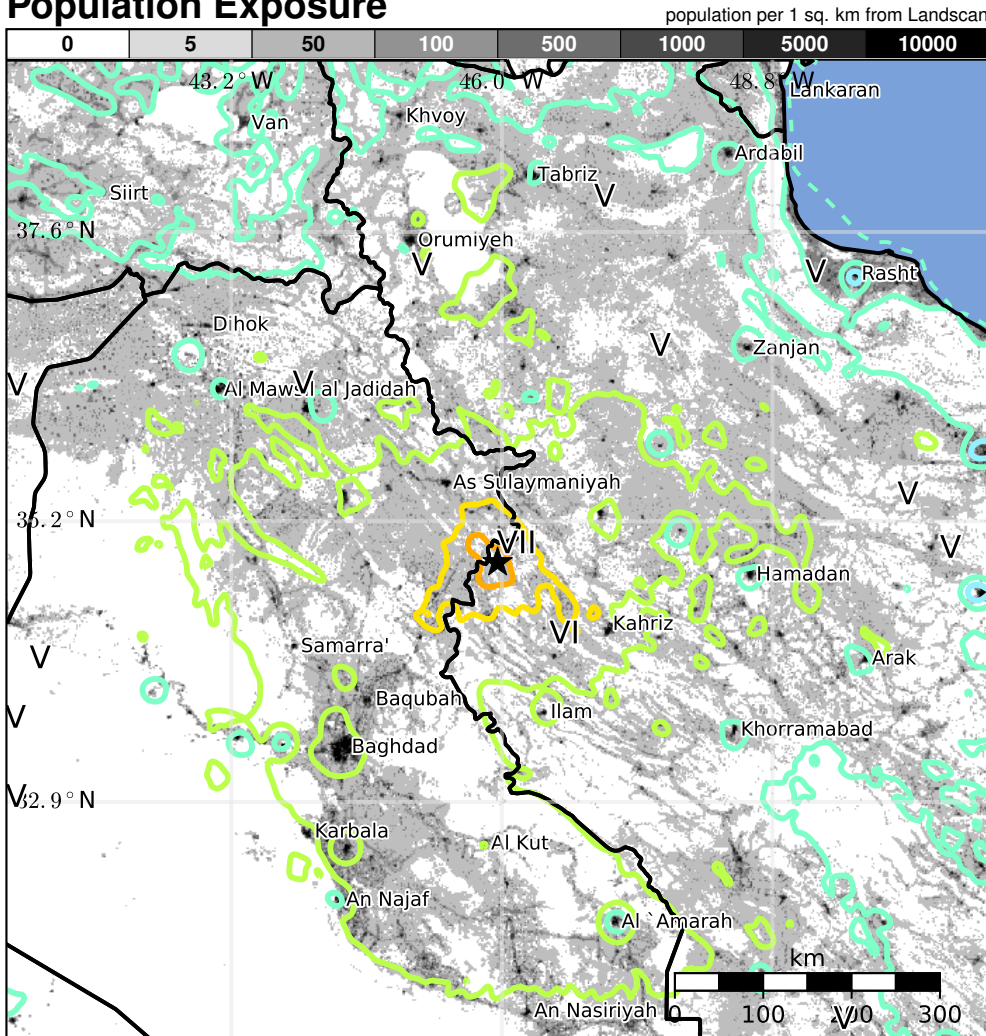 Population Exposure
population per 1 sq. km from Landscan
0 5 50 100 500 1000 5000 10000
43.2°W 46.0°W 48.8°W
Lankaran
Van
Khvoy
Ardabil
Tabriz
Siirt
V
37.6°N
Orumiyeh
V
V
Rasht
Dihok
V
Zanjan
V
V
Al Mawsil al Jadidah
As Sulaymaniyah
V
35.2°N
VII
V
Hamadan
Kahriz
VI
Samarra'
V
Arak
Baqubah
Ilam
V
Khorramabad
Baghdad
V
32.9°N
Karbala
Al Kut
An Najaf
Al `Amarah
km
An Nasiriyah
0 100 200 300
V